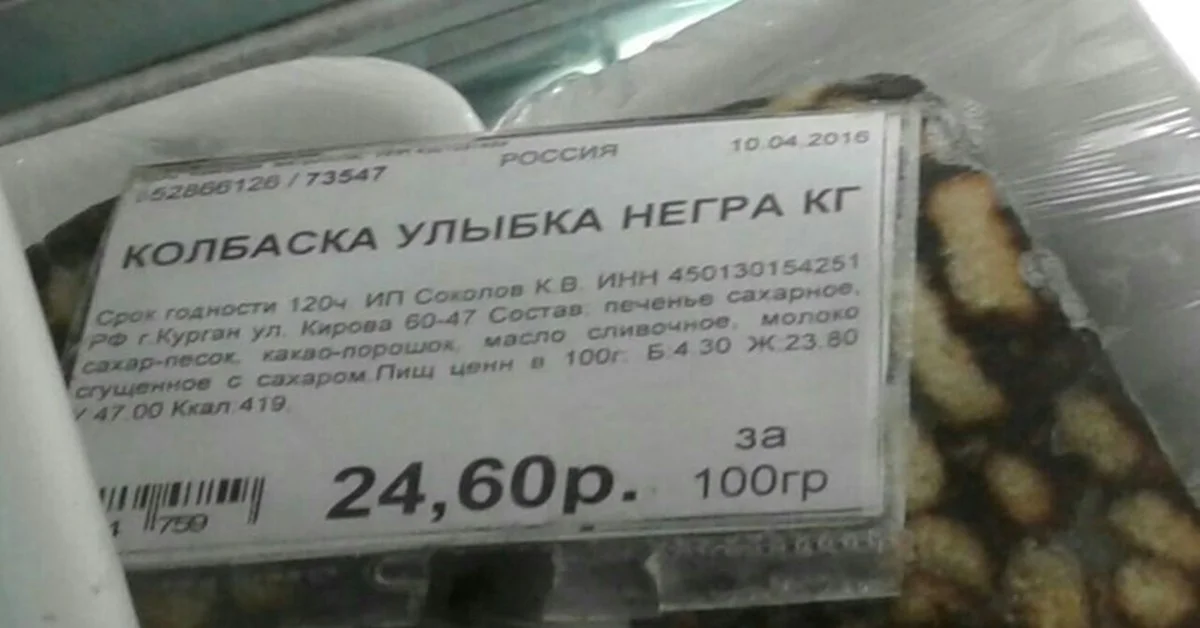 52866126 / 73547 РОССИЯ 10.04.2016
КОЛБАСКА УЛЫБКА НЕГРА КГ
Срок годности 120ч. ИП Соколов К.В. ИНН 450130154251
РФ г.Курган ул. Кирова 60-47 Состав: печенье сахарное,
сахар-песок, какао-порошок, масло сливочное, молоко
сгущенное с сахаром.Пищ ценн в 100г: Б:4.30 Ж:23.80
У 47.00 Ккал:419.
24,60р. за 100гр
4 759